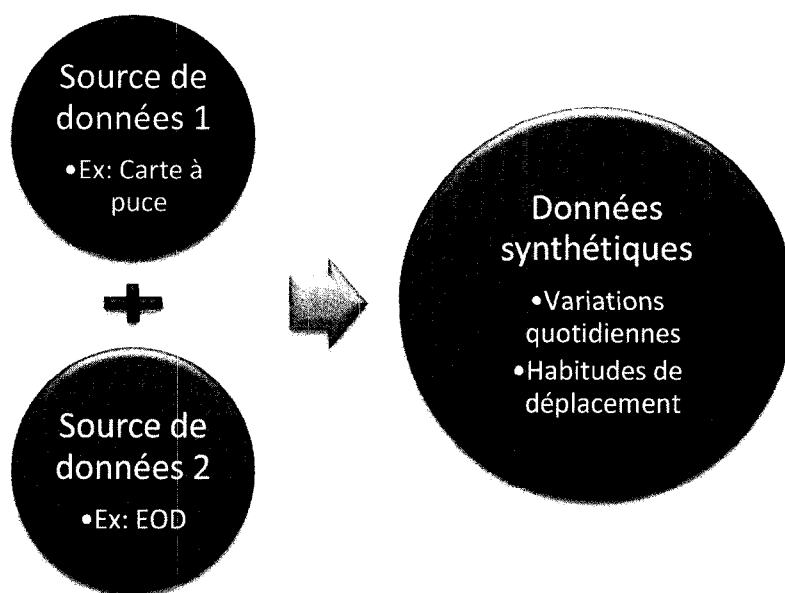 Source de
données 1
•Ex: Carte à
puce
+
Source de
données 2
•Ex: EOD
Données
synthétiques
•Variations
quotidiennes
•Habitudes de
déplacement